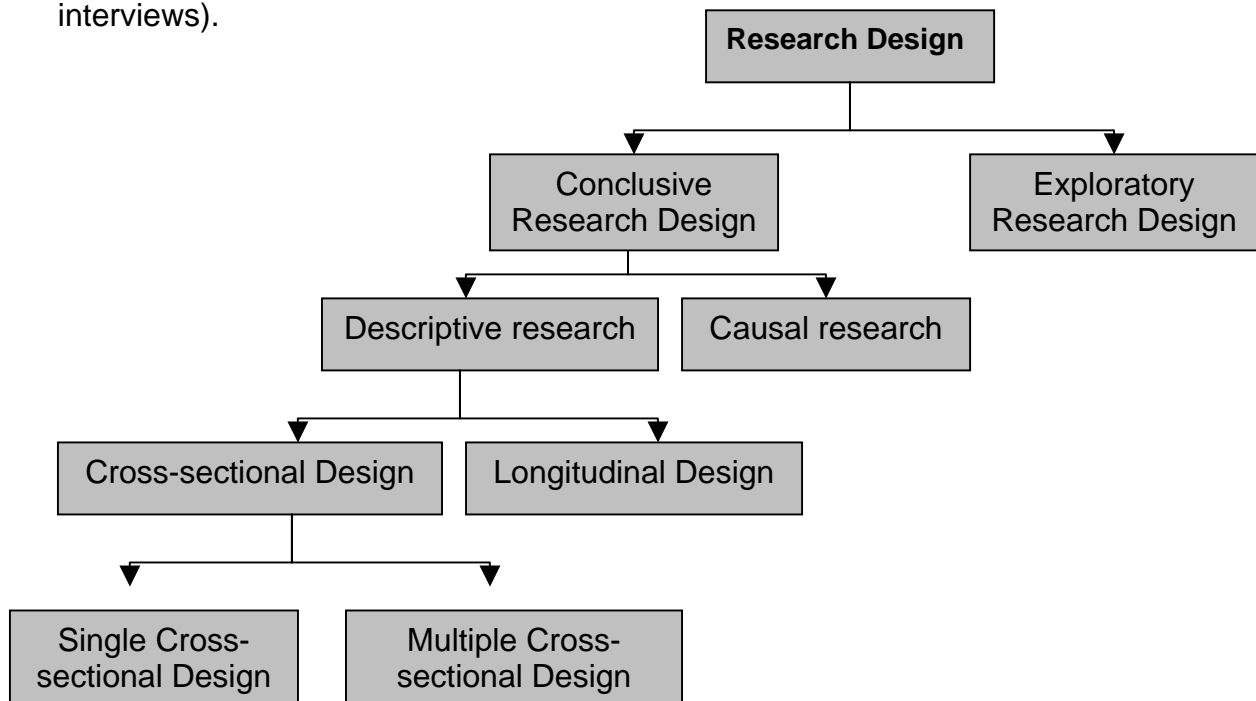 interviews).
Research Design
Conclusive
Research Design
Exploratory
Research Design
Descriptive research
Causal research
Cross-sectional Design
Longitudinal Design
Single Cross-
sectional Design
Multiple Cross-
sectional Design